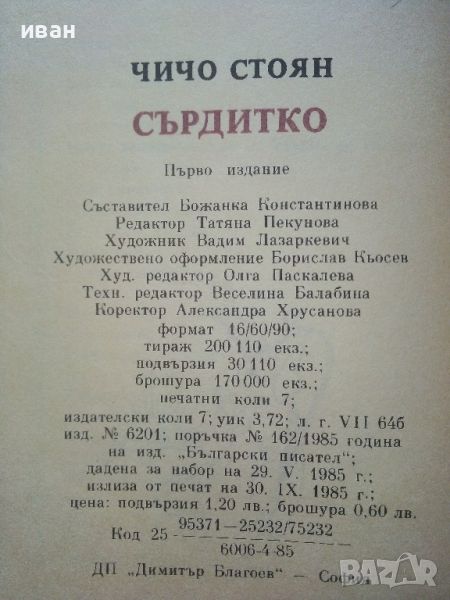 иван
ЧИЧО СТОЯН
СЪРДИТКО
Първо издание
Съставител Божанка Константинова
Редактор Татяна Пекунова
Художник Вадим Лазаркевич
Художествено оформление Борислав Кьосев
Худ. редактор Олга Паскалева
Техн. редактор Веселина Балабина
Коректор Александра Хрусанова
формат 16/60/90;
тираж 200 110 екз.;
подвързия 30 110 екз.;
брошура 170 000 екз.;
печатни коли 7;
издателски коли 7; уик 3,72; л. г. VII 64б
изд. № 6201; поръчка № 162/1985 година
на изд. „Български писател";
дадена за набор на 29. V. 1985 г.;
излиза от печат на 30. IX. 1985 г.;
цена: подвързия 1,20 лв.; брошура 0,60 лв.
95371—25232/75232
Код 25
6006-4-85
ДП „Димитър Благоев" — София
BAZAR